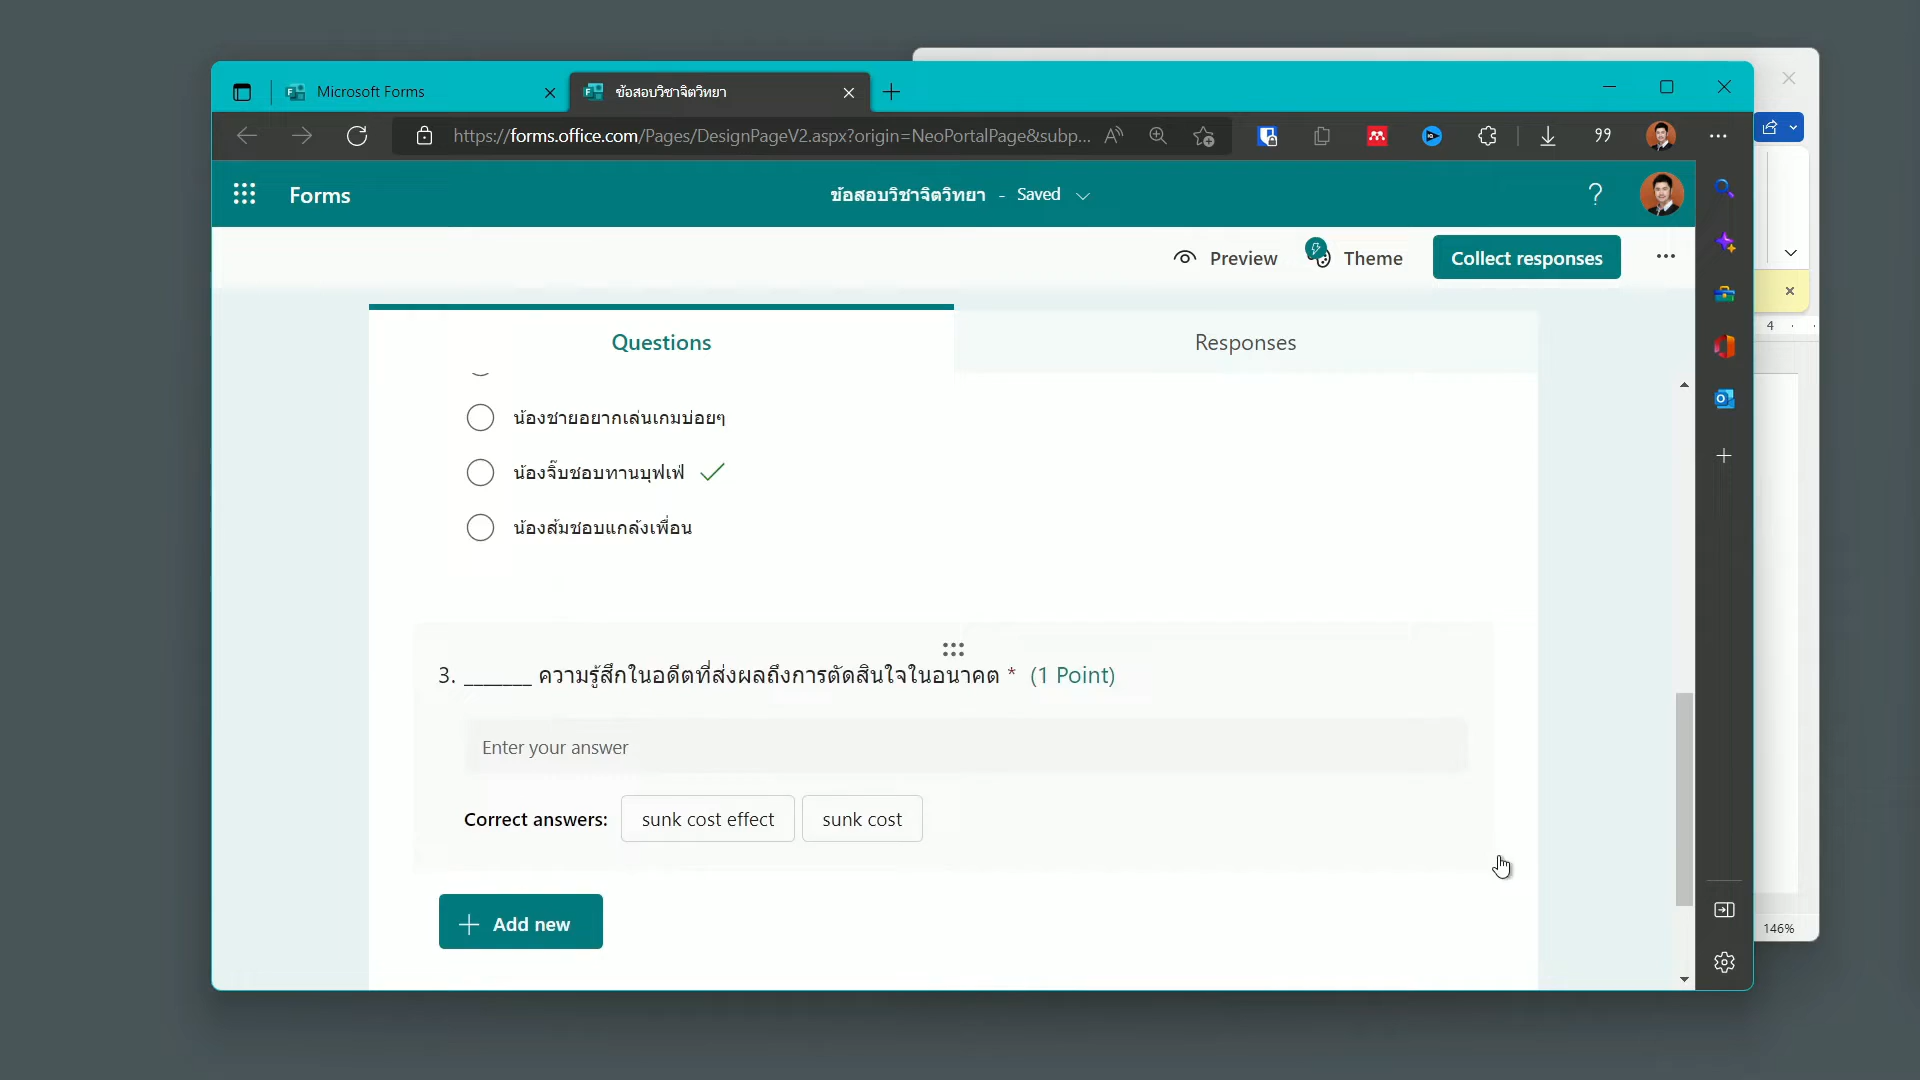 Microsoft Forms
ข้อสอบวิชาจิตวิทยา
https://forms.office.com/Pages/DesignPageV2.aspx?origin=NeoPortalPage&subp...
Forms
ข้อสอบวิชาจิตวิทยา - Saved
Preview
Theme
Collect responses
4
Questions
Responses
น้องชายอยากเล่นเกมบ่อยๆ
น้องจิ๊บชอบทานบุฟเฟ่
น้องส้มชอบแกล้งเพื่อน
3. _______ ความรู้สึกในอดีตที่ส่งผลถึงการตัดสินใจในอนาคต * (1 Point)
Enter your answer
Correct answers: sunk cost effect sunk cost
Add new
146%